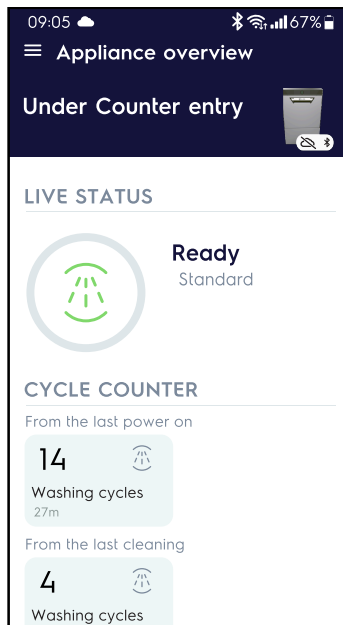 09:05 67%
Appliance overview
Under Counter entry
LIVE STATUS
Ready
Standard
CYCLE COUNTER
From the last power on
14
Washing cycles
27m
From the last cleaning
4
Washing cycles